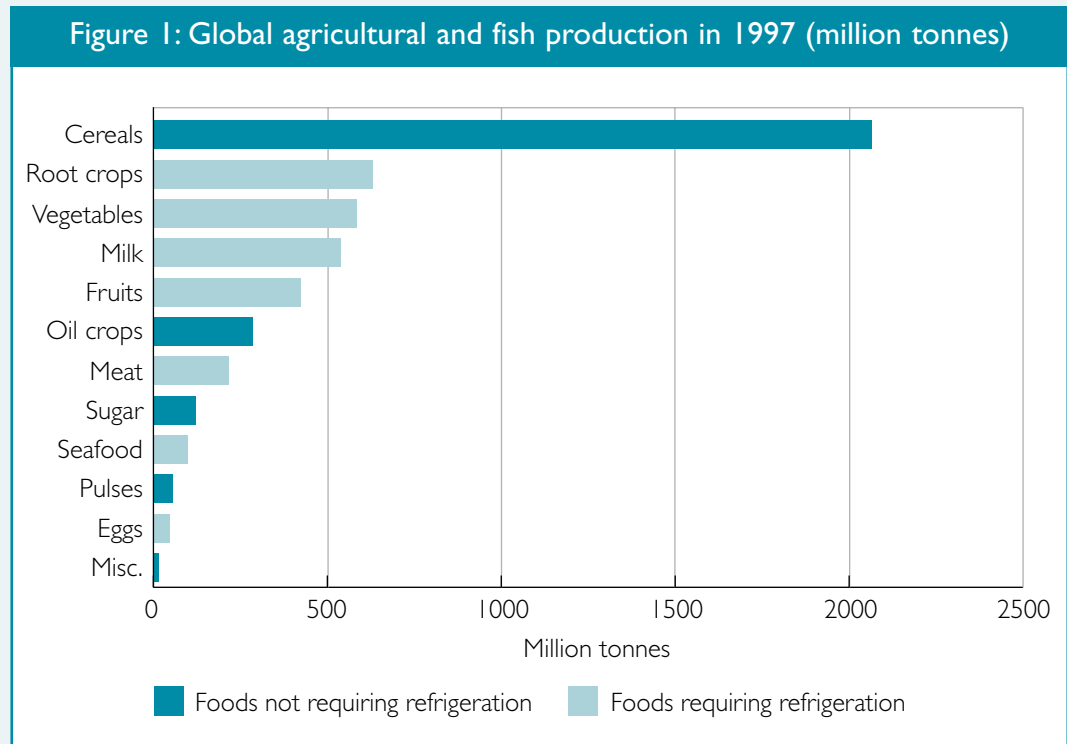 Figure 1: Global agricultural and fish production in 1997 (million tonnes)
Cereals
Root crops
Vegetables
Milk
Fruits
Oil crops
Meat
Sugar
Seafood
Pulses
Eggs
Misc.
0 500 1000 1500 2000 2500
Million tonnes
Foods not requiring refrigeration Foods requiring refrigeration